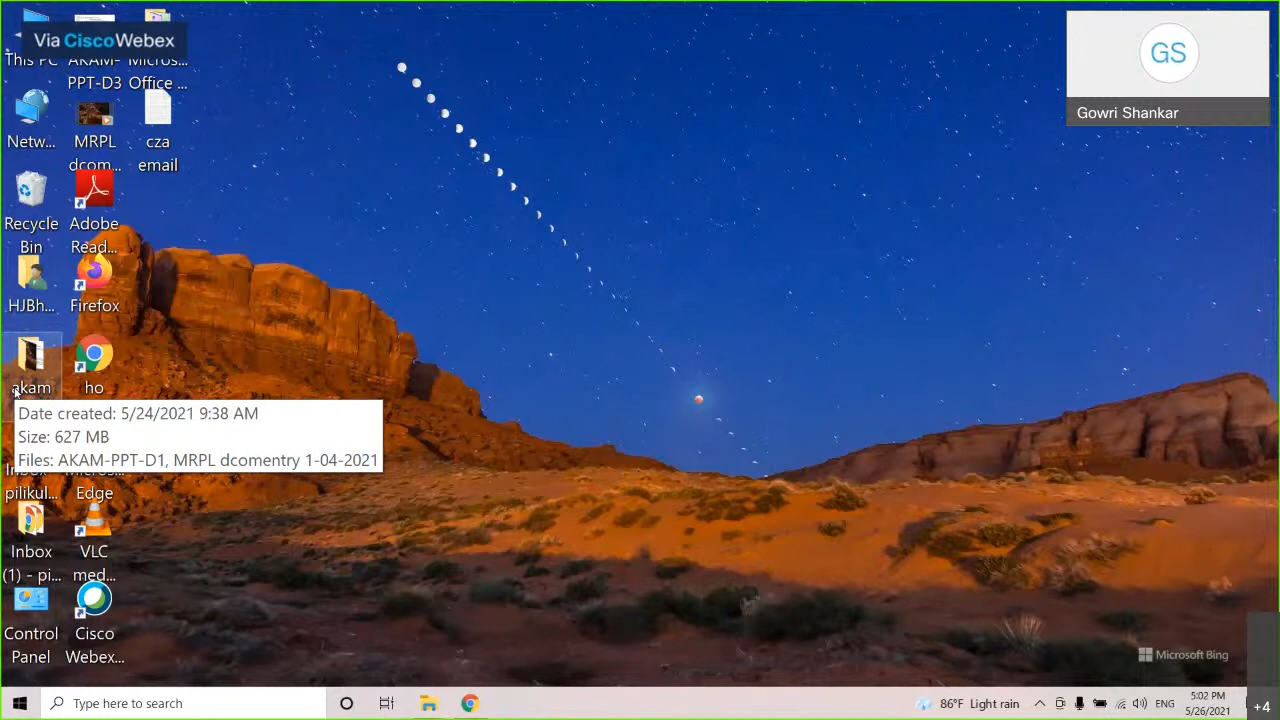 Via Cisco Webex
This PC
AKAM-
PPT-D3
Micros...
Office ...
GS
Gowri Shankar
Netw...
MRPL
dcom...
cza
email
Recycle
Bin
Adobe
Read...
HJBh...
Firefox
akam
ho
Date created: 5/24/2021 9:38 AM
Size: 627 MB
Files: AKAM-PPT-D1, MRPL dcomentry 1-04-2021
pilikul...
Edge
Inbox
(1) - pi...
VLC
med...
Control
Panel
Cisco
Webex...
Microsoft Bing
Type here to search
86°F Light rain
ENG
5:02 PM
5/26/2021
+4